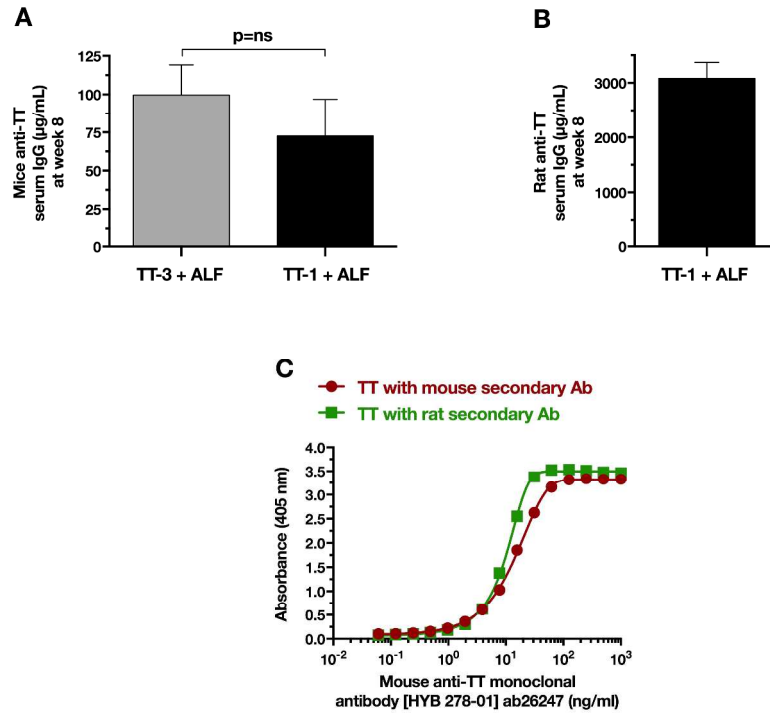 A
p=ns
Mice anti-TT
serum IgG (µg/mL)
at week 8
125
100
75
50
25
0
TT-3 + ALF
TT-1 + ALF
B
Rat anti-TT
serum IgG (µg/mL)
at week 8
3000
2000
1000
0
TT-1 + ALF
C
TT with mouse secondary Ab
TT with rat secondary Ab
Absorbance (405 nm)
4.0
3.5
3.0
2.5
2.0
1.5
1.0
0.5
0.0
10⁻² 10⁻¹ 10⁰ 10¹ 10² 10³
Mouse anti-TT monoclonal
antibody [HYB 278-01] ab26247 (ng/ml)